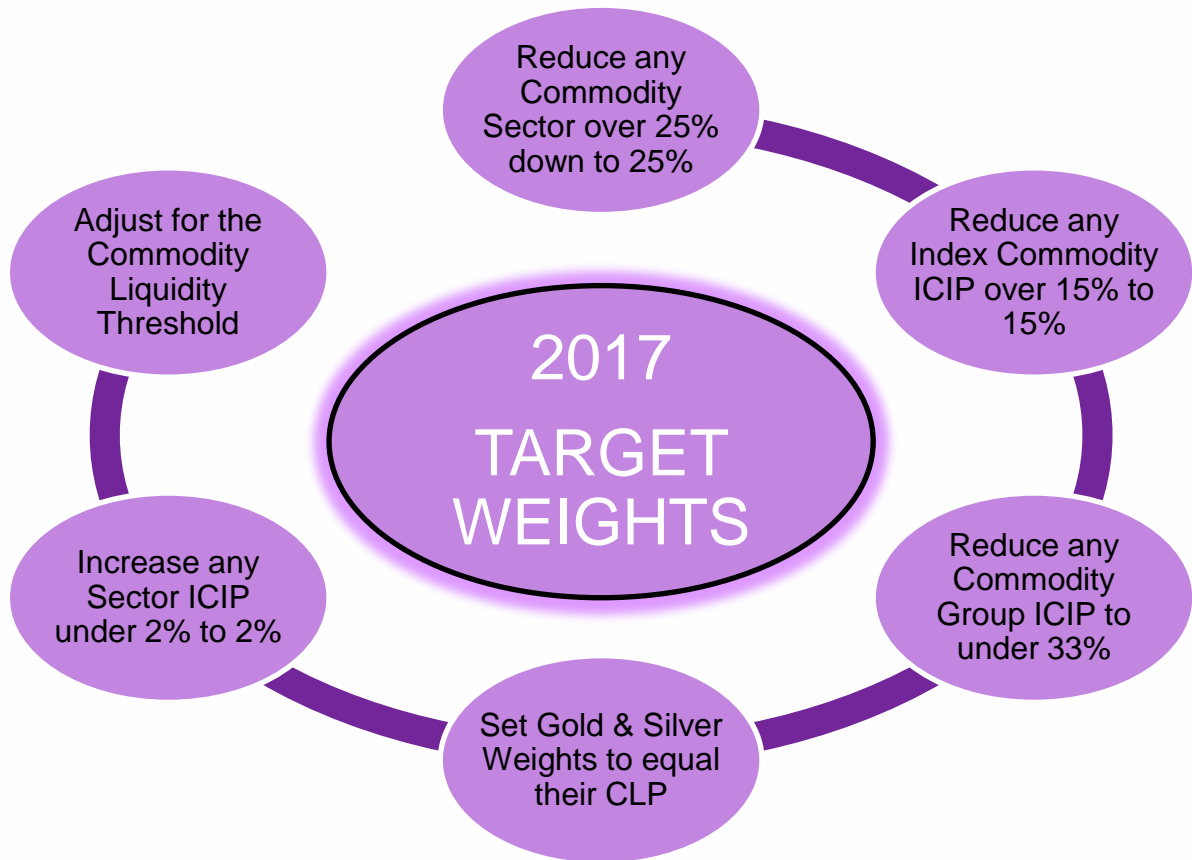 Reduce any
Commodity
Sector over 25%
down to 25%
Reduce any
Index Commodity
ICIP over 15% to
15%
Reduce any
Commodity
Group ICIP to
under 33%
Set Gold & Silver
Weights to equal
their CLP
Increase any
Sector ICIP
under 2% to 2%
Adjust for the
Commodity
Liquidity
Threshold
2017
TARGET
WEIGHTS